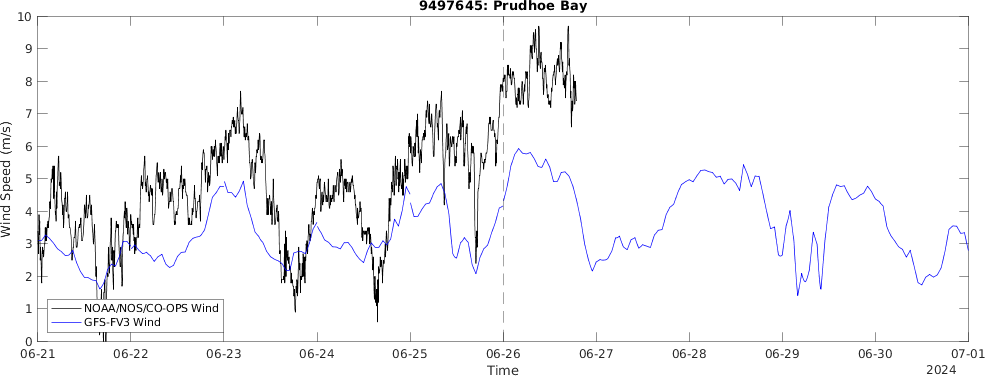 9497645: Prudhoe Bay
Wind Speed (m/s)
10
9
8
7
6
5
4
3
2
1
0
NOAA/NOS/CO-OPS Wind
GFS-FV3 Wind
06-21 06-22 06-23 06-24 06-25 06-26 06-27 06-28 06-29 06-30 07-01
Time
2024